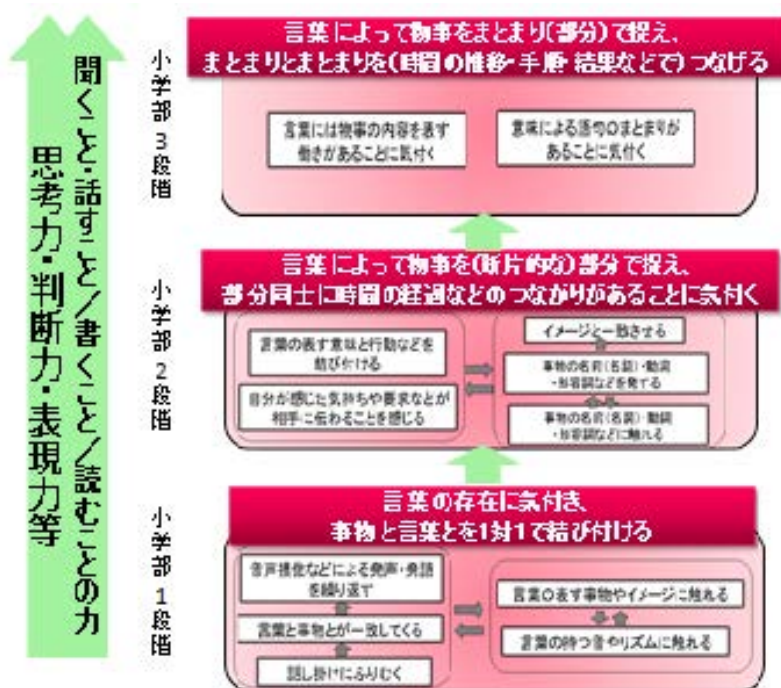 聞くこと・話すこと/書くこと/読むことの力
思考力・判断力・表現力等
小学部3段階
言葉によって物事をまとまり(部分)で捉え、
まとまりとまとまりを(時間の推移・手順・結果などで)つなげる
言葉には物事の内容を表す
働きがあることに気付く
意味による語句のまとまりが
あることに気付く
小学部2段階
言葉によって物事を(断片的な)部分で捉え、
部分同士に時間の経過などのつながりがあることに気付く
言葉の表す意味と行動などを
結び付ける
自分が感じた気持ちや要求などが
相手に伝わることを感じる
イメージと一致させる
事物の名前(名詞)・動詞
・形容詞などを
事物の名前(名詞)・動詞
・形容詞などに触れる
小学部1段階
言葉の存在に気付き、
事物と言葉とを1対1で結び付ける
音声模倣などによる発声・発語
を繰り返す
言葉と事物とが一致してくる
話し掛けにふりむく
言葉の表す事物やイメージに触れる
言葉の持つ音やリズムに触れる